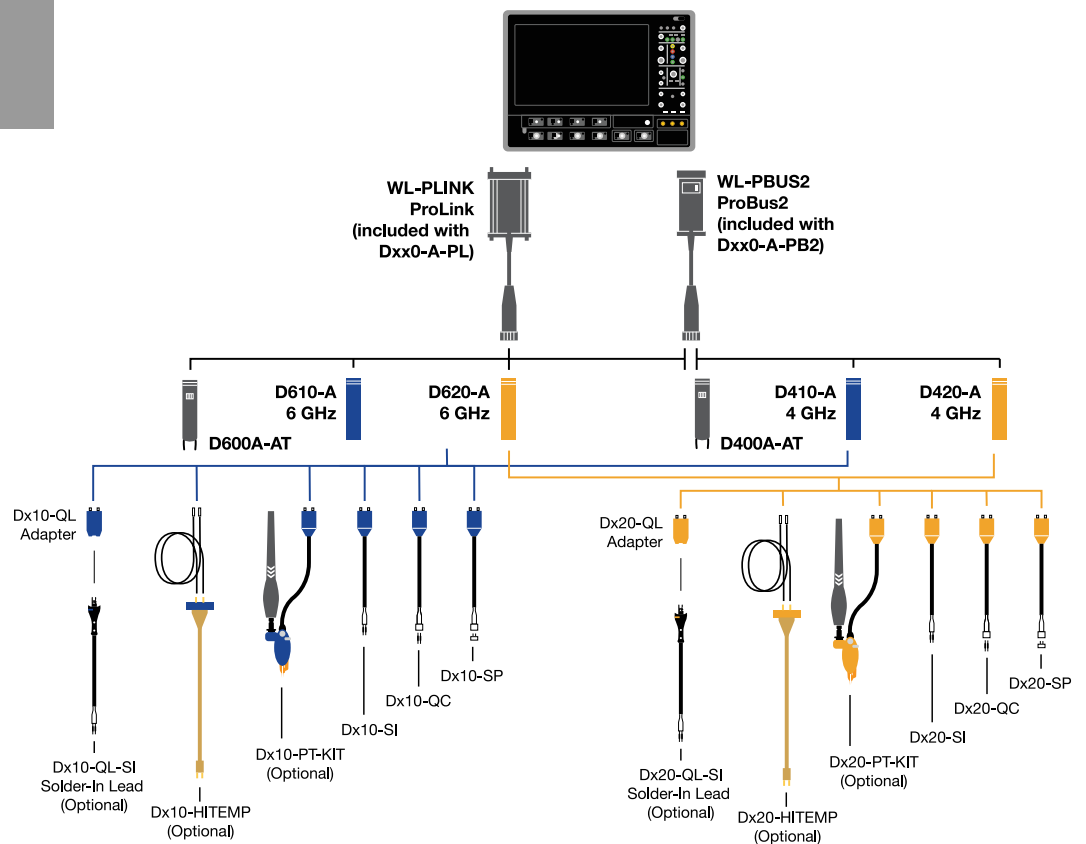 WL-PLINK
ProLink
(included with
Dxx0-A-PL)
WL-PBUS2
ProBus2
(included with
Dxx0-A-PB2)
D610-A
6 GHz
D620-A
6 GHz
D410-A
4 GHz
D420-A
4 GHz
D600A-AT
D400A-AT
Dx10-QL
Adapter
Dx20-QL
Adapter
Dx10-SP
Dx10-QC
Dx10-SI
Dx10-PT-KIT
(Optional)
Dx10-QL-SI
Solder-In Lead
(Optional)
Dx10-HITEMP
(Optional)
Dx20-SP
Dx20-QC
Dx20-SI
Dx20-PT-KIT
(Optional)
Dx20-QL-SI
Solder-In Lead
(Optional)
Dx20-HITEMP
(Optional)